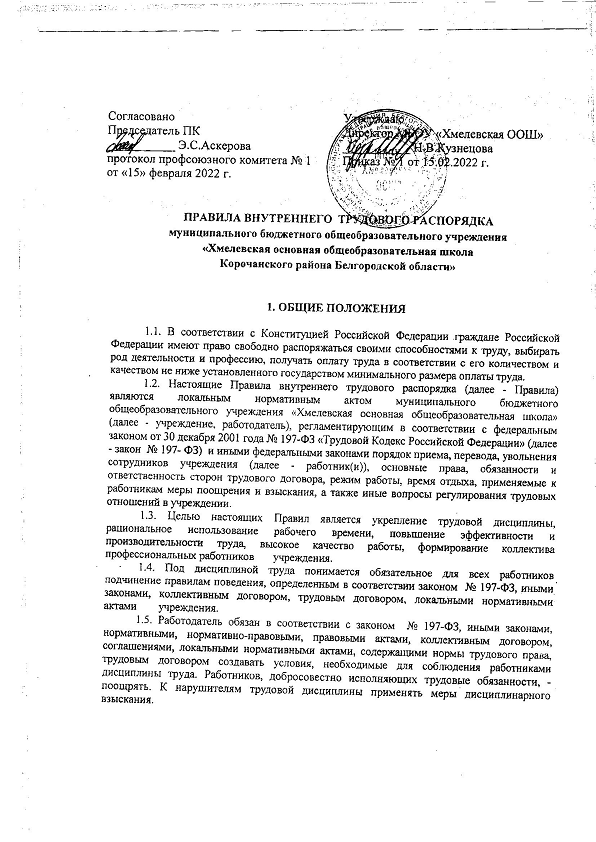 Согласовано
Председатель ПК
Э.С.Аскерова
протокол профсоюзного комитета № 1
от «15» февраля 2022 г.
Утверждаю
Директор МБОУ «Хмелевская ООШ»
Н.В.Кузнецова
Приказ № 1 от 15.02.2022 г.
ПРАВИЛА ВНУТРЕННЕГО ТРУДОВОГО РАСПОРЯДКА
муниципального бюджетного общеобразовательного учреждения
«Хмелевская основная общеобразовательная школа
Корочанского района Белгородской области»
1. ОБЩИЕ ПОЛОЖЕНИЯ
1.1. В соответствии с Конституцией Российской Федерации граждане Российской
Федерации имеют право свободно распоряжаться своими способностями к труду, выбирать
род деятельности и профессию, получать оплату труда в соответствии с его количеством и
качеством не ниже установленного государством минимального размера оплаты труда.
1.2. Настоящие Правила внутреннего трудового распорядка (далее - Правила)
являются локальным нормативным актом муниципального бюджетного
общеобразовательного учреждения «Хмелевская основная общеобразовательная школа»
(далее - учреждение, работодатель), регламентирующим в соответствии с федеральным
законом от 30 декабря 2001 года № 197-ФЗ «Трудовой Кодекс Российской Федерации» (далее
- закон № 197- ФЗ) и иными федеральными законами порядок приема, перевода, увольнения
сотрудников учреждения (далее - работник(и)), основные права, обязанности и
ответственность сторон трудового договора, режим работы, время отдыха, применяемые к
работникам меры поощрения и взыскания, а также иные вопросы регулирования трудовых
отношений в учреждении.
1.3. Целью настоящих Правил является укрепление трудовой дисциплины,
рациональное использование рабочего времени, повышение эффективности и
производительности труда, высокое качество работы, формирование коллектива
профессиональных работников учреждения.
1.4. Под дисциплиной труда понимается обязательное для всех работников
подчинение правилам поведения, определенным в соответствии законом № 197-ФЗ, иными
законами, коллективным договором, трудовым договором, локальными нормативными
актами учреждения.
1.5. Работодатель обязан в соответствии с законом № 197-ФЗ, иными законами,
нормативными, нормативно-правовыми, правовыми актами, коллективным договором,
соглашениями, локальными нормативными актами, содержащими нормы трудового права,
трудовым договором создавать условия, необходимые для соблюдения работниками
дисциплины труда. Работников, добросовестно исполняющих трудовые обязанности, -
поощрять. К нарушителям трудовой дисциплины применять меры дисциплинарного
взыскания.